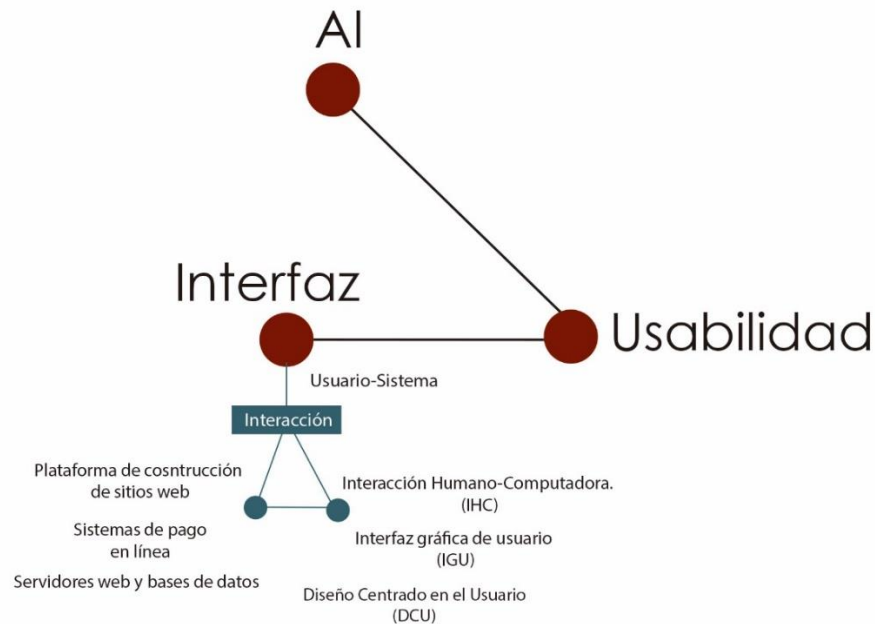 AI
Interfaz
Usabilidad
Usuario-Sistema
Interacción
Plataforma de cosntrucción
de sitios web
Sistemas de pago
en línea
Servidores web y bases de datos
Interacción Humano-Computadora.
(IHC)
Interfaz gráfica de usuario
(IGU)
Diseño Centrado en el Usuario
(DCU)